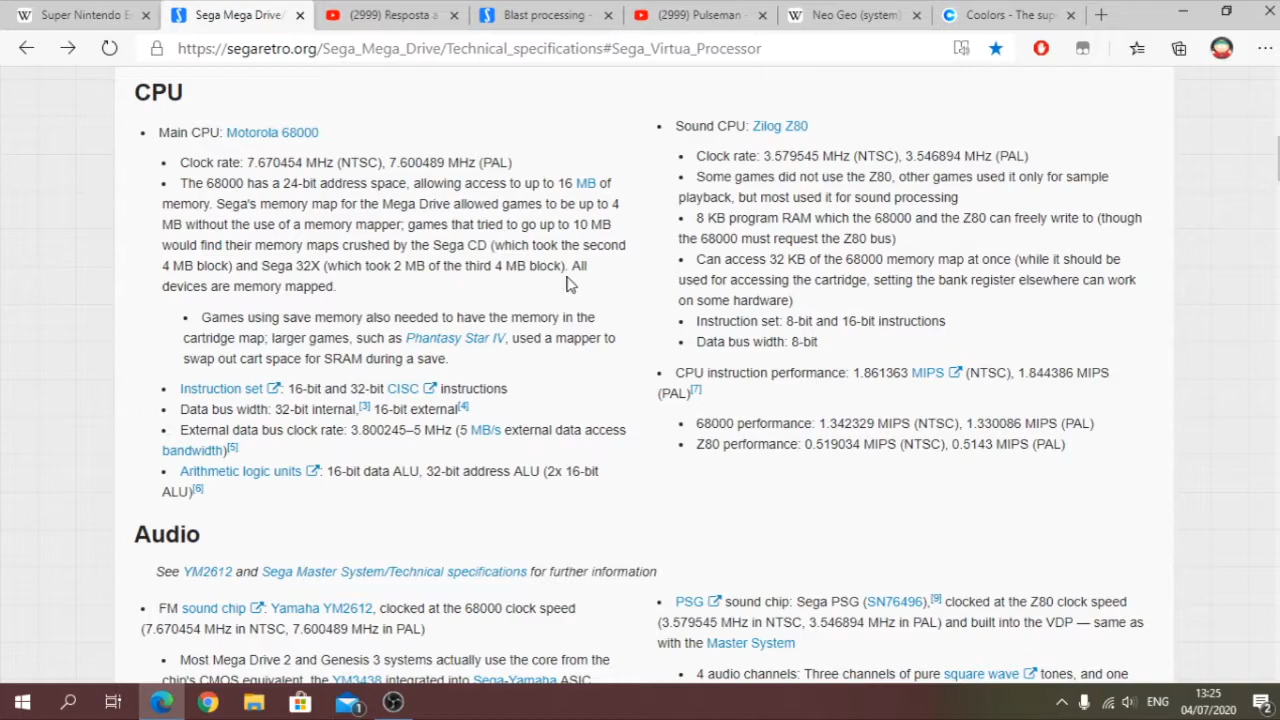 Super Nintendo E
Sega Mega Drive/
(2999) Resposta a
Blast processing -
(2999) Pulseman -
Neo Geo (system)
Coolors - The sup
https://segaretro.org/Sega_Mega_Drive/Technical_specifications#Sega_Virtua_Processor
CPU
• Main CPU: Motorola 68000
• Clock rate: 7.670454 MHz (NTSC), 7.600489 MHz (PAL)
• The 68000 has a 24-bit address space, allowing access to up to 16 MB of
memory. Sega's memory map for the Mega Drive allowed games to be up to 4
MB without the use of a memory mapper; games that tried to go up to 10 MB
would find their memory maps crushed by the Sega CD (which took the second
4 MB block) and Sega 32X (which took 2 MB of the third 4 MB block). All
devices are memory mapped.
• Games using save memory also needed to have the memory in the
cartridge map; larger games, such as Phantasy Star IV, used a mapper to
swap out cart space for SRAM during a save.
• Instruction set: 16-bit and 32-bit CISC instructions
• Data bus width: 32-bit internal,[3] 16-bit external[4]
• External data bus clock rate: 3.800245–5 MHz (5 MB/s external data access
bandwidth)[5]
• Arithmetic logic units: 16-bit data ALU, 32-bit address ALU (2x 16-bit
ALU)[6]
• Sound CPU: Zilog Z80
• Clock rate: 3.579545 MHz (NTSC), 3.546894 MHz (PAL)
• Some games did not use the Z80, other games used it only for sample
playback, but most used it for sound processing
• 8 KB program RAM which the 68000 and the Z80 can freely write to (though
the 68000 must request the Z80 bus)
• Can access 32 KB of the 68000 memory map at once (while it should be
used for accessing the cartridge, setting the bank register elsewhere can work
on some hardware)
• Instruction set: 8-bit and 16-bit instructions
• Data bus width: 8-bit
• CPU instruction performance: 1.861363 MIPS (NTSC), 1.844386 MIPS
(PAL)[7]
• 68000 performance: 1.342329 MIPS (NTSC), 1.330086 MIPS (PAL)
• Z80 performance: 0.519034 MIPS (NTSC), 0.5143 MIPS (PAL)
Audio
See YM2612 and Sega Master System/Technical specifications for further information
• FM sound chip: Yamaha YM2612, clocked at the 68000 clock speed
(7.670454 MHz in NTSC, 7.600489 MHz in PAL)
• Most Mega Drive 2 and Genesis 3 systems actually use the core from the
chip's CMOS equivalent, the YM3438 integrated into Sega-Yamaha ASIC
• PSG sound chip: Sega PSG (SN76496),[9] clocked at the Z80 clock speed
(3.579545 MHz in NTSC, 3.546894 MHz in PAL) and built into the VDP — same as
with the Master System
• 4 audio channels: Three channels of pure square wave tones, and one
1
ENG
13:25
04/07/2020
2